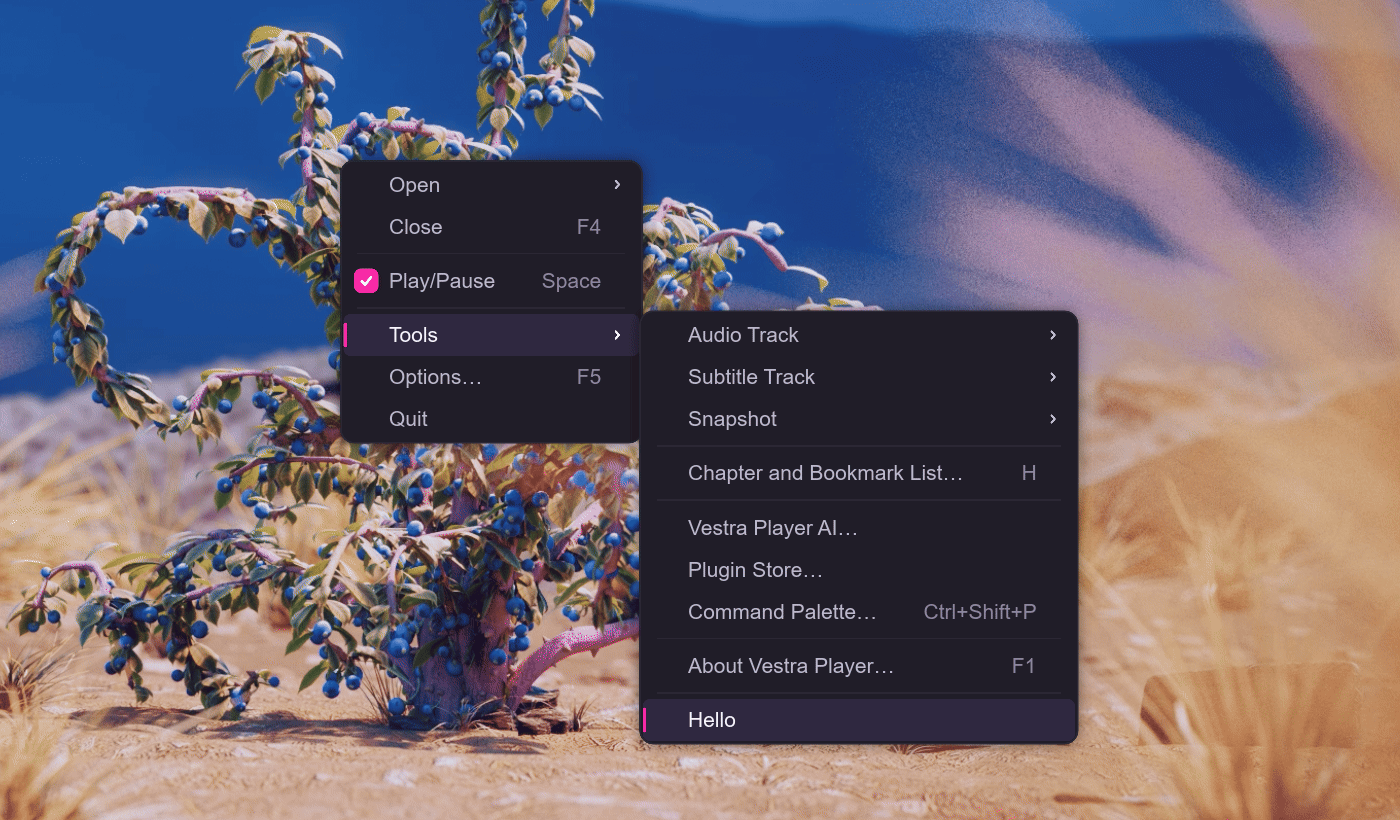 Open
Close F4
Play/Pause Space
Tools
Options… F5
Quit
Audio Track
Subtitle Track
Snapshot
Chapter and Bookmark List… H
Vestra Player AI…
Plugin Store…
Command Palette… Ctrl+Shift+P
About Vestra Player… F1
Hello